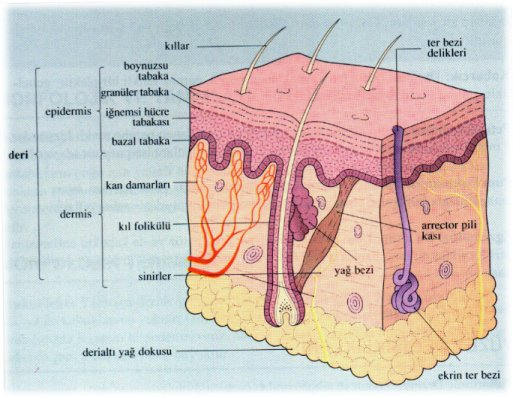 kıllar
boynuzsu
tabaka
granüler tabaka
epidermis
iğnemsi hücre
tabakası
bazal tabaka
deri
kan damarları
dermis
kıl folikülü
sinirler
derialtı yağ dokusu
ter bezi
delikleri
arrector pili
kası
yağ bezi
ekrin ter bezi